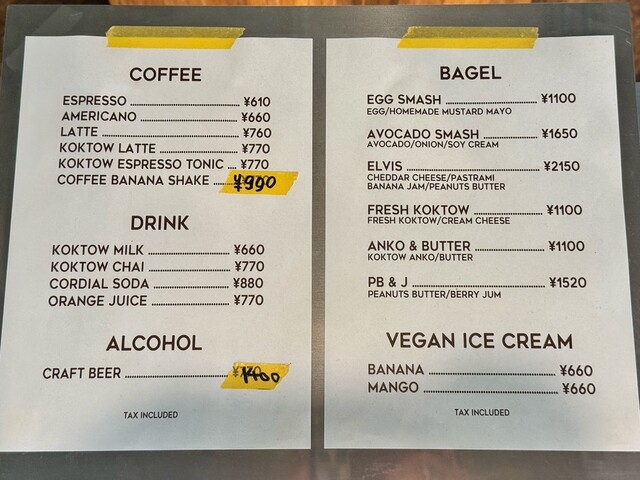 COFFEE
ESPRESSO ¥610
AMERICANO ¥660
LATTE ¥760
KOKTOW LATTE ¥770
KOKTOW ESPRESSO TONIC ¥770
COFFEE BANANA SHAKE ¥990
DRINK
KOKTOW MILK ¥660
KOKTOW CHAI ¥770
CORDIAL SODA ¥880
ORANGE JUICE ¥770
ALCOHOL
CRAFT BEER 1400
TAX INCLUDED
BAGEL
EGG SMASH ¥1100
EGG/HOMEMADE MUSTARD MAYO
AVOCADO SMASH ¥1650
AVOCADO/ONION/SOY CREAM
ELVIS ¥2150
CHEDDAR CHEESE/PASTRAMI
BANANA JAM/PEANUTS BUTTER
FRESH KOKTOW ¥1100
FRESH KOKTOW/CREAM CHEESE
ANKO & BUTTER ¥1100
KOKTOW ANKO/BUTTER
PB & J ¥1520
PEANUTS BUTTER/BERRY JUM
VEGAN ICE CREAM
BANANA ¥660
MANGO ¥660
TAX INCLUDED